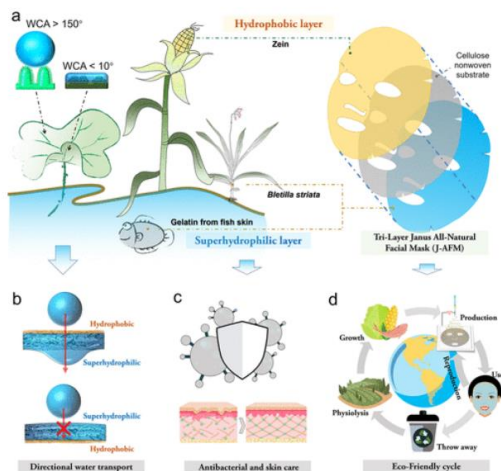 a
WCA > 150°
WCA < 10°
Hydrophobic layer
Zein
Cellulose
nonwoven
substrate
Bletilla striata
Gelatin from fish skin
Superhydrophilic layer
Tri-Layer Janus All-Natural
Facial Mask (J-AFM)
b
Hydrophobic
Superhydrophilic
Superhydrophilic
Hydrophobic
Directional water transport
c
Antibacterial and skin care
d
Production
Growth
Reproduction
Physiolysis
Throw away
Eco-Friendly cycle